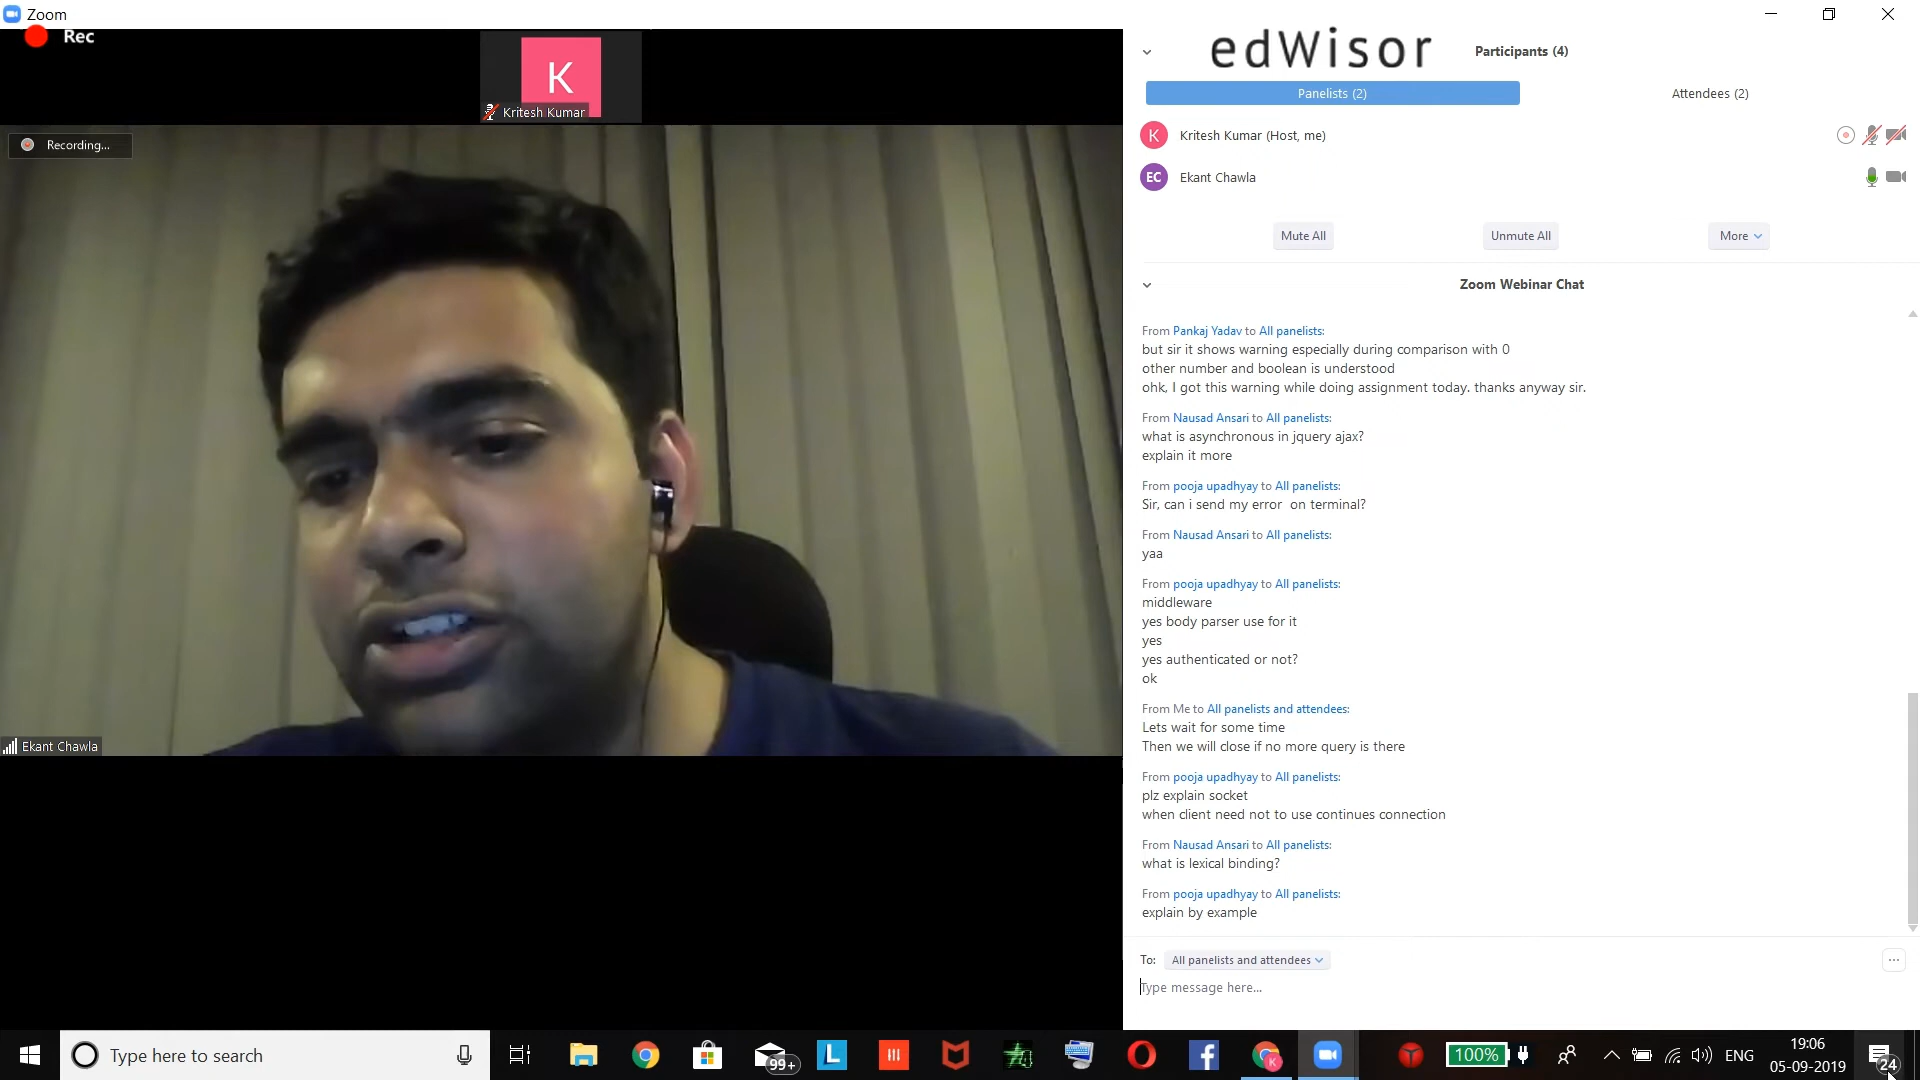 Zoom
Rec
K
Kritesh Kumar
Recording...
Ekant Chawla
edWisor
Participants (4)
Panelists (2)
Attendees (2)
K
Kritesh Kumar (Host, me)
EC
Ekant Chawla
Mute All
Unmute All
More
Zoom Webinar Chat
From Pankaj Yadav to All panelists:
but sir it shows warning especially during comparison with 0
other number and boolean is understood
ohk, I got this warning while doing assignment today. thanks anyway sir.
From Nausad Ansari to All panelists:
what is asynchronous in jquery ajax?
explain it more
From pooja upadhyay to All panelists:
Sir, can i send my error  on terminal?
From Nausad Ansari to All panelists:
yaa
From pooja upadhyay to All panelists:
middleware
yes body parser use for it
yes
yes authenticated or not?
ok
From Me to All panelists and attendees:
Lets wait for some time
Then we will close if no more query is there
From pooja upadhyay to All panelists:
plz explain socket
when client need not to use continues connection
From Nausad Ansari to All panelists:
what is lexical binding?
From pooja upadhyay to All panelists:
explain by example
To: All panelists and attendees
Type message here...
Type here to search
99+
L
K
100%
ENG
19:06
05-09-2019
24